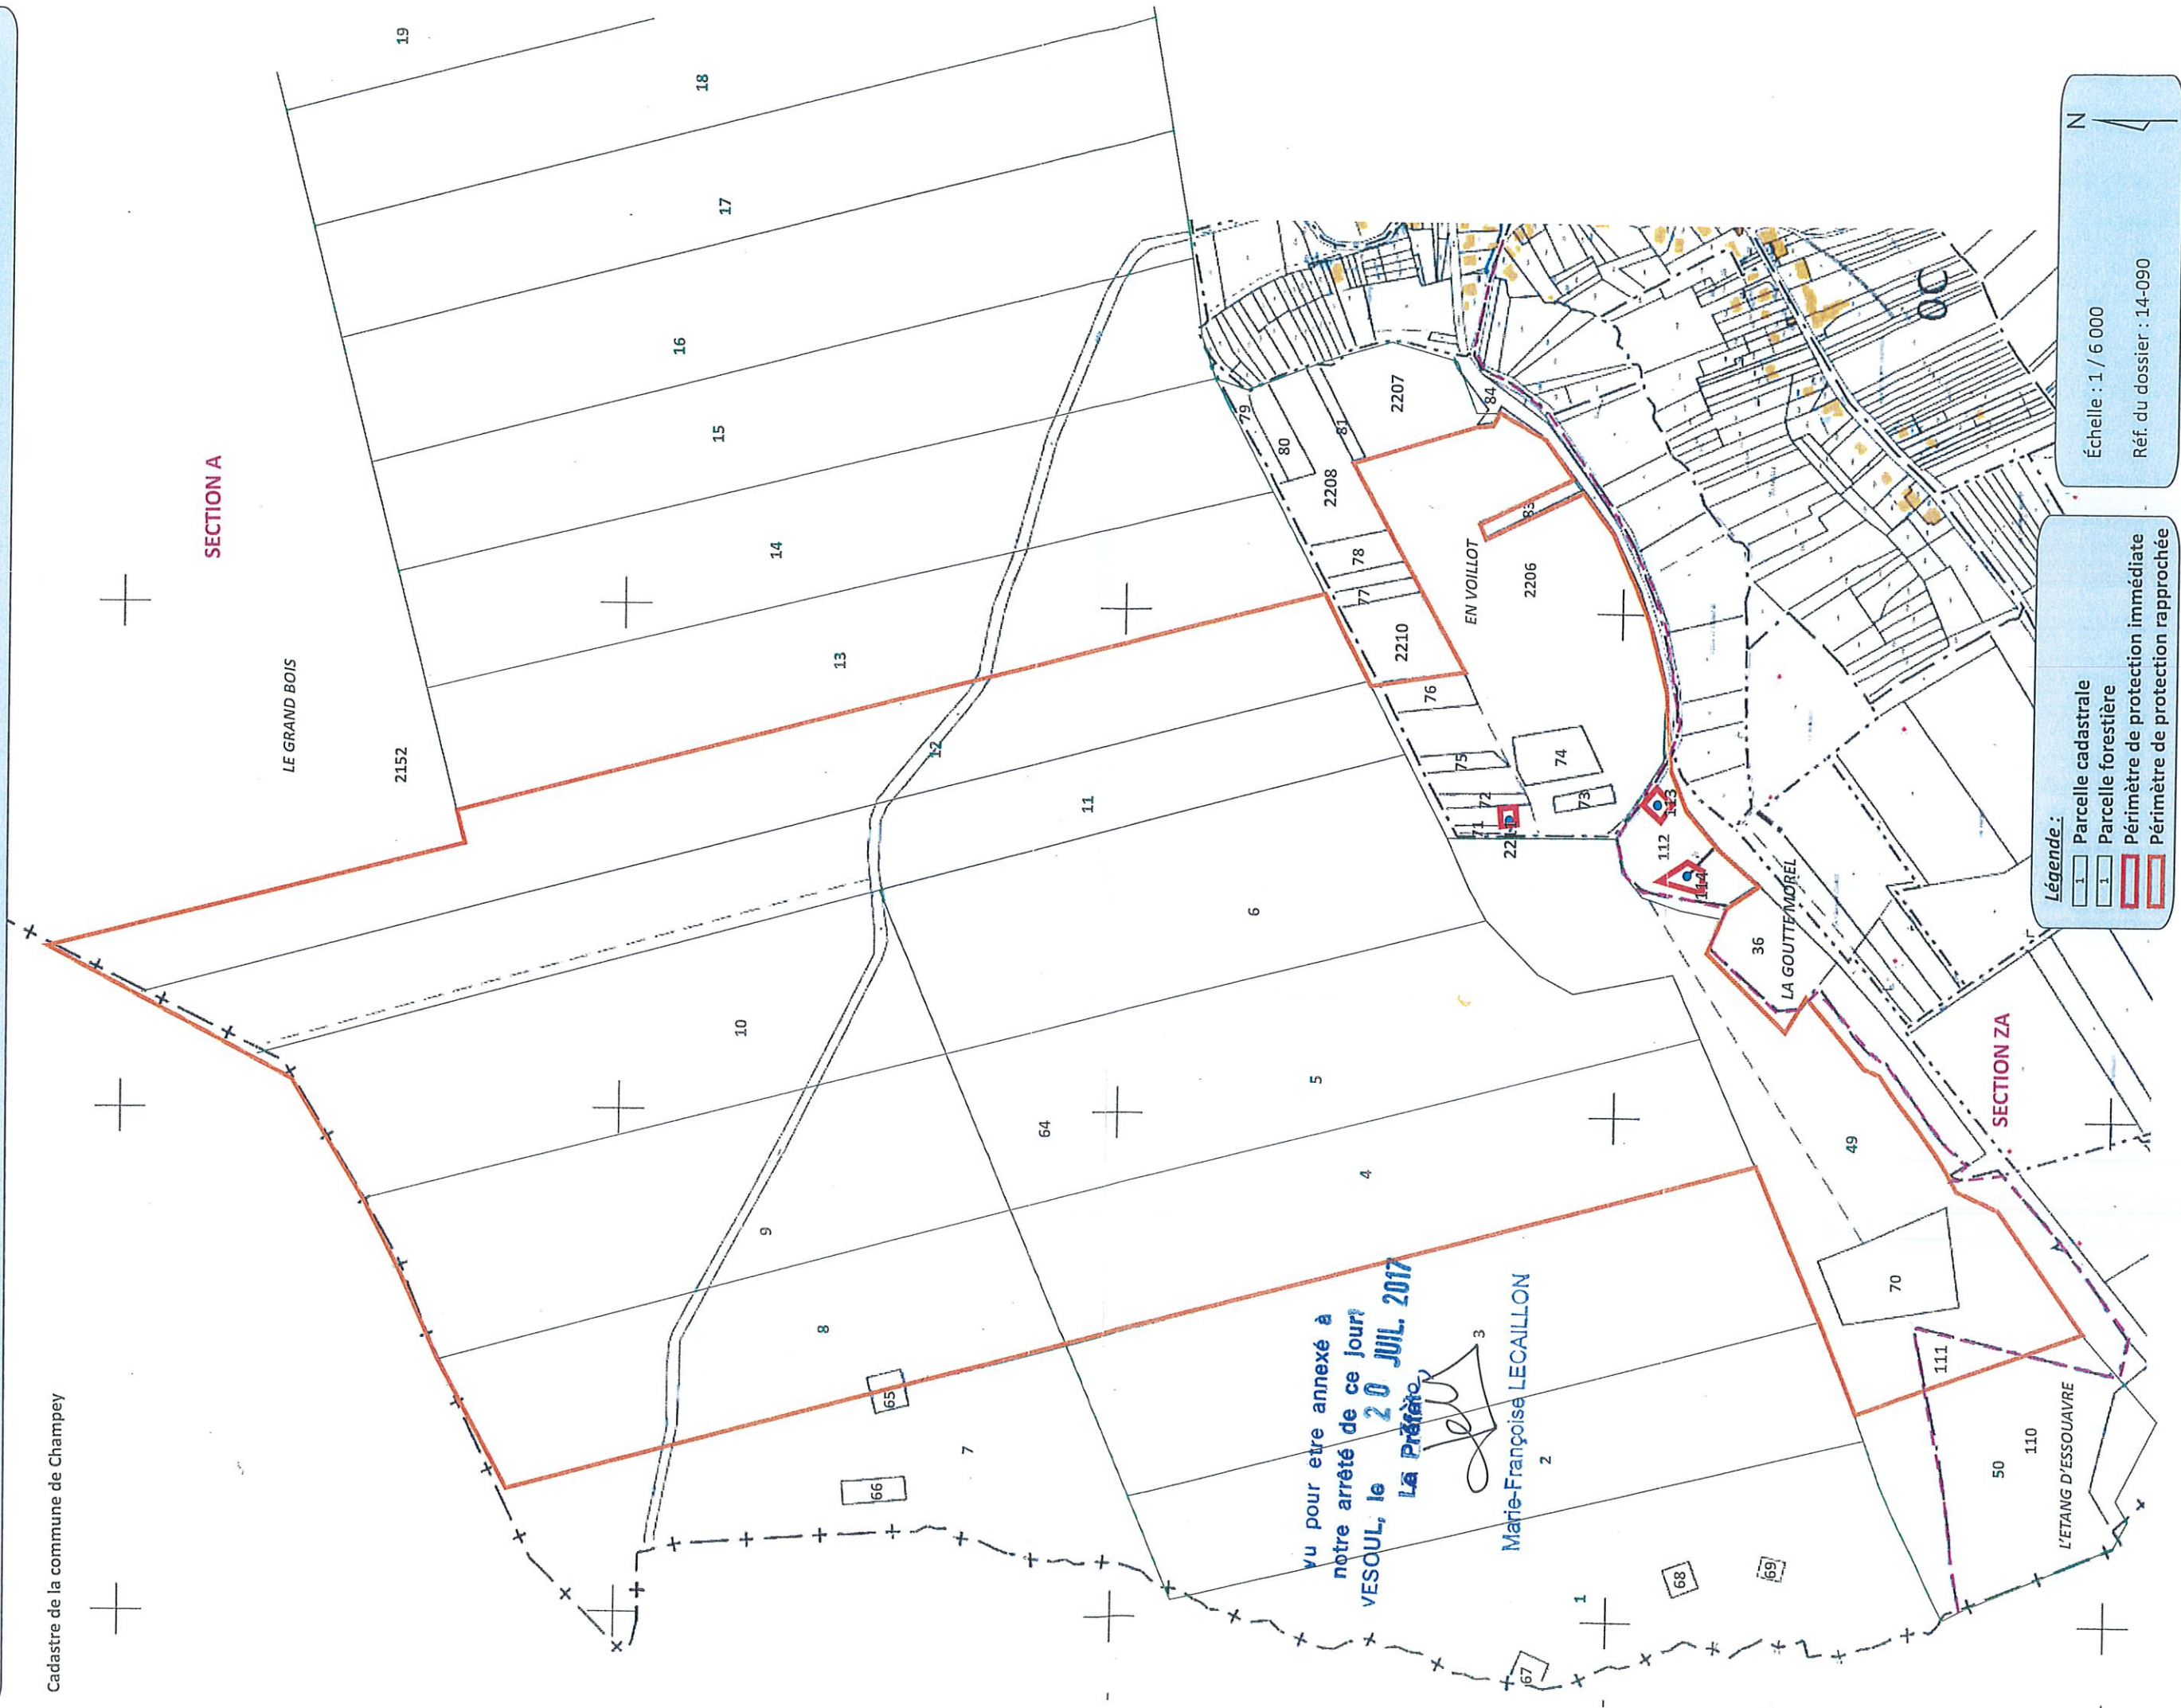 Cadastre de la commune de Champey
SECTION A
LE GRAND BOIS
2152
19
18
17
16
15
14
13
12
11
10
9
8
7
6
5
4
3
2
1
64
65
66
67
68
69
70
49
50
110
111
L'ETANG D'ESSOUAVRE
SECTION ZA
LA GOUTTE MOREL
36
112
113
114
71
72
73
74
75
76
2210
77
78
2208
79
80
81
2207
84
83
2206
EN VOILLOT
OC
Vu pour etre annexé à
notre arrêté de ce jour,
VESOUL, le 20 JUIL. 2017
La Préfète,
Marie-Françoise LECAILLON
Légende :
1 Parcelle cadastrale
1 Parcelle forestière
Périmètre de protection immédiate
Périmètre de protection rapprochée
N
Échelle : 1 / 6 000
Réf. du dossier : 14-090